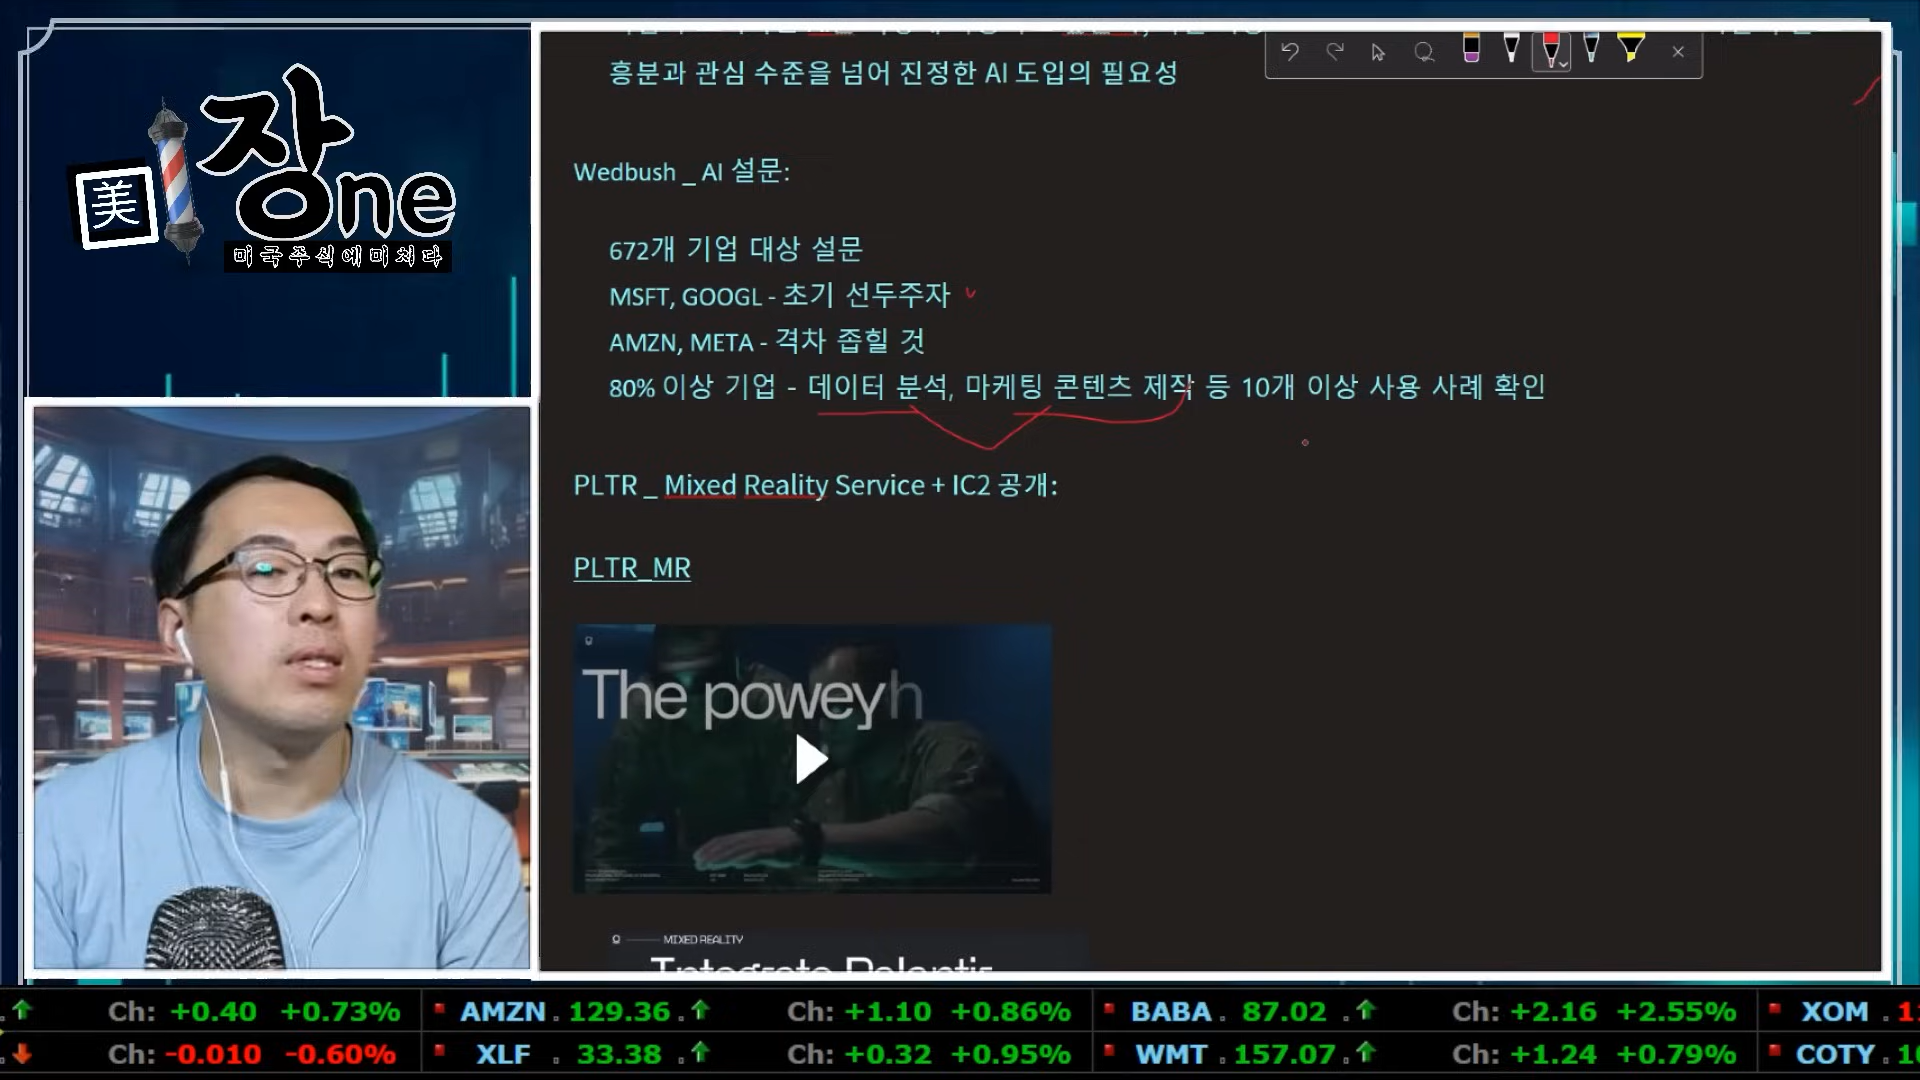 美
장one
미국주식에미치다
흥분과 관심 수준을 넘어 진정한 AI 도입의 필요성
Wedbush _ AI 설문:
672개 기업 대상 설문
MSFT, GOOGL - 초기 선두주자
AMZN, META - 격차 좁힐 것
80% 이상 기업 - 데이터 분석, 마케팅 콘텐츠 제작 등 10개 이상 사용 사례 확인
PLTR _ Mixed Reality Service + IC2 공개:
PLTR_MR
The poweyh
MIXED REALITY
Integrate Palantir
Ch: +0.40 +0.73% AMZN 129.36 Ch: +1.10 +0.86% BABA 87.02 Ch: +2.16 +2.55% XOM
Ch: -0.010 -0.60% XLF 33.38 Ch: +0.32 +0.95% WMT 157.07 Ch: +1.24 +0.79% COTY